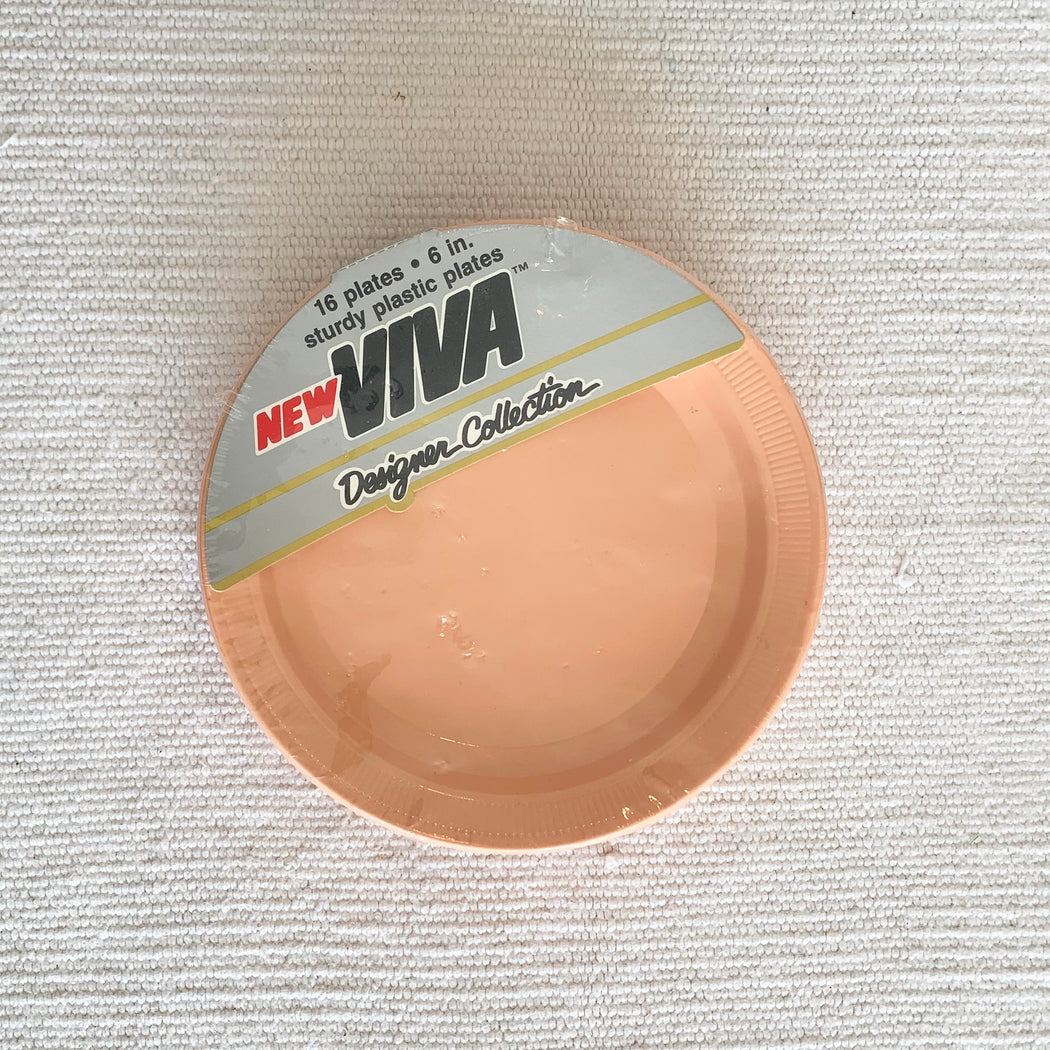 16 plates • 6 in.
sturdy plastic plates
NEW VIVA™
Designer Collection